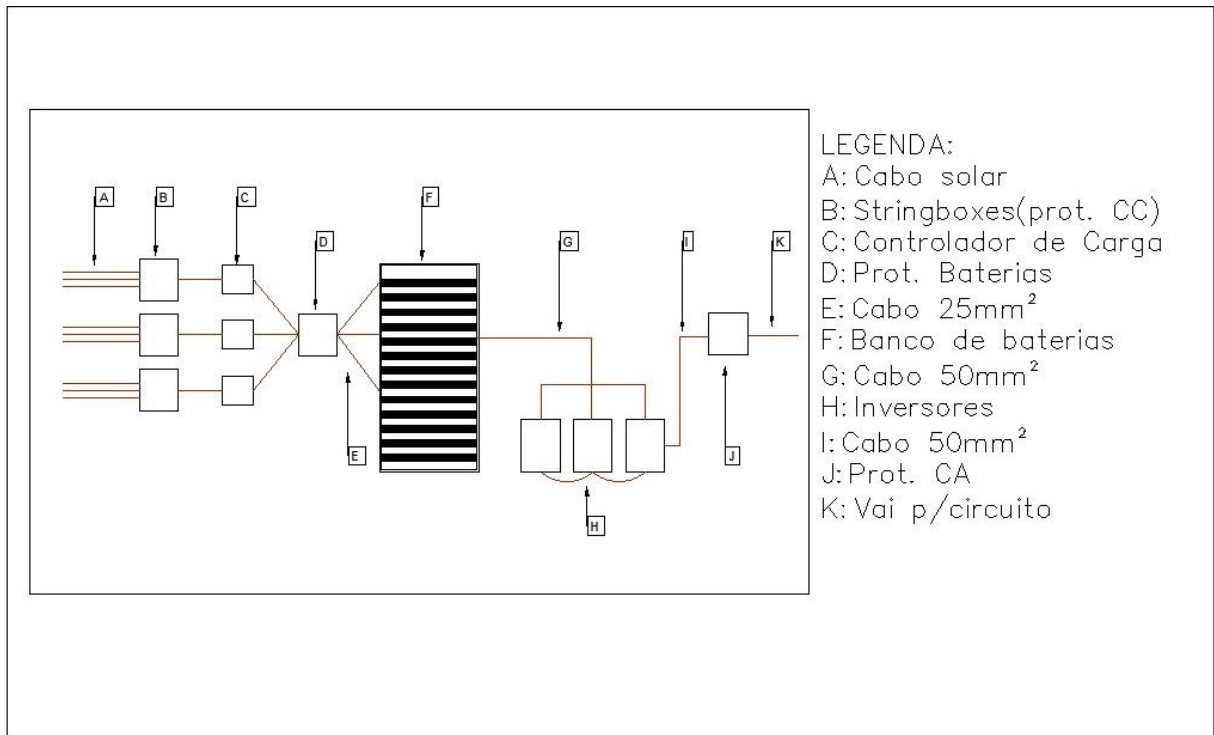 A
B
C
D
E
F
G
H
I
J
K
LEGENDA:
A: Cabo solar
B: Stringboxes(prot. CC)
C: Controlador de Carga
D: Prot. Baterias
E: Cabo 25mm²
F: Banco de baterias
G: Cabo 50mm²
H: Inversores
I: Cabo 50mm²
J: Prot. CA
K: Vai p/circuito